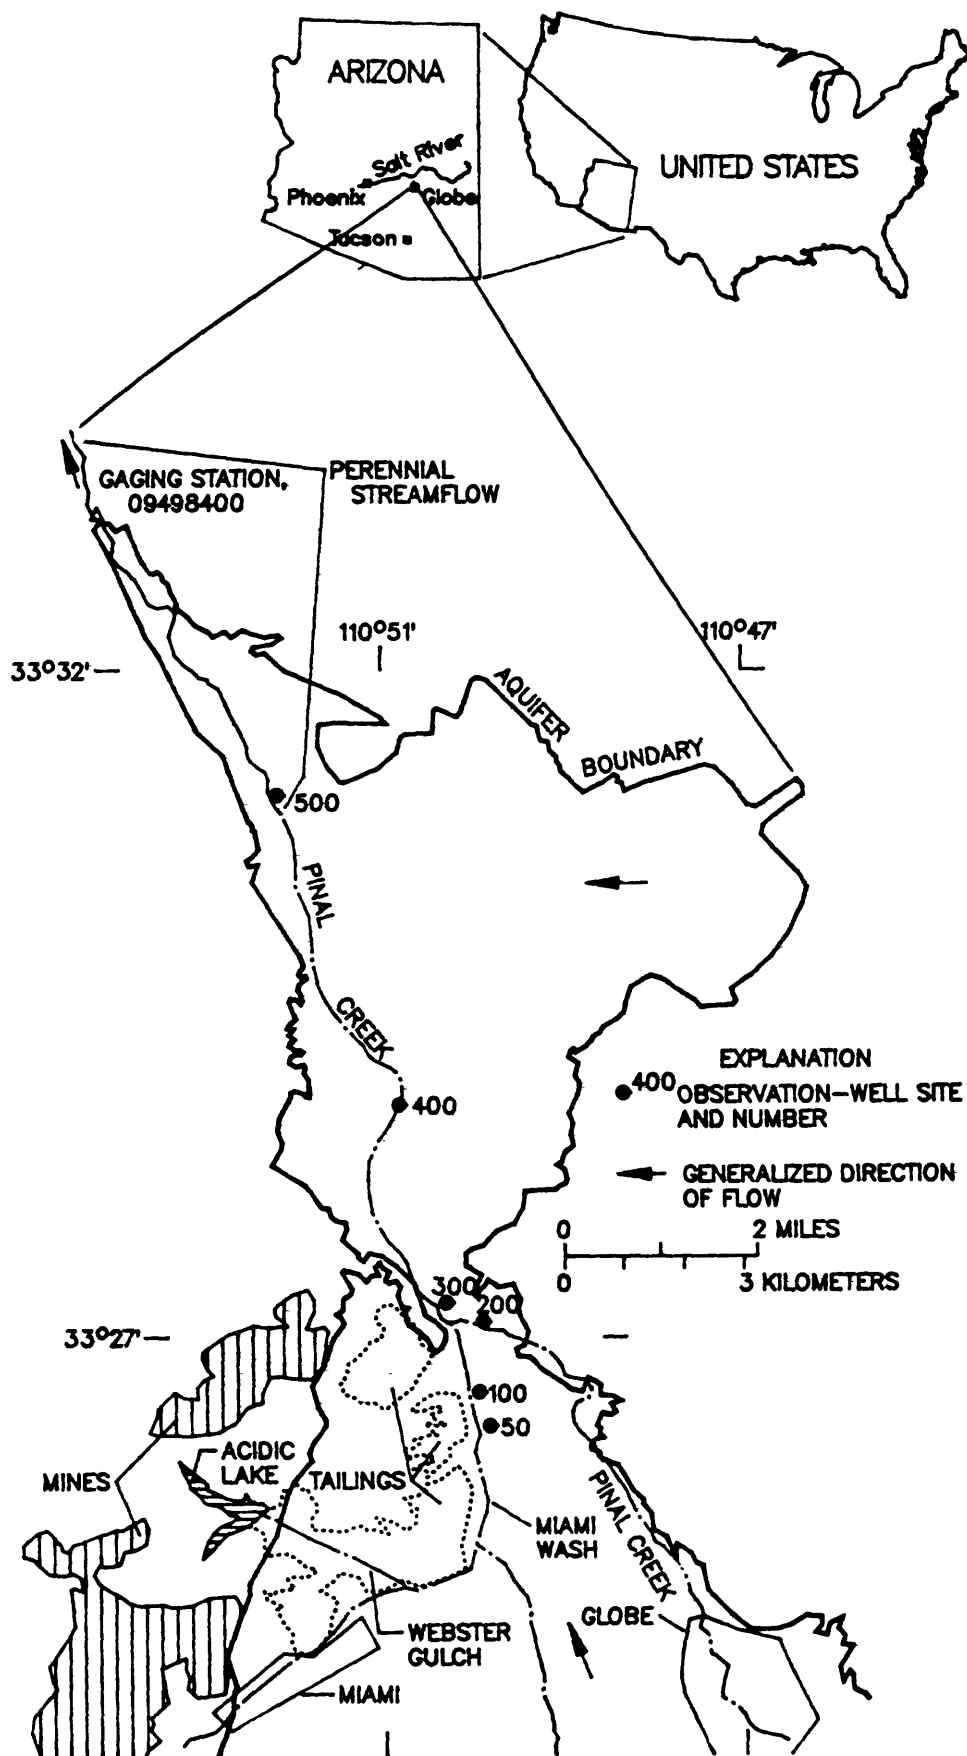 ARIZONA
Salt River
Phoenix
Globe
Tucson
UNITED STATES
GAGING STATION,
09498400
PERENNIAL
STREAMFLOW
110°51'
110°47'
33°32'
AQUIFER
BOUNDARY
500
PINAL
CREEK
EXPLANATION
400 OBSERVATION-WELL SITE
AND NUMBER
400
GENERALIZED DIRECTION
OF FLOW
0 2 MILES
0 3 KILOMETERS
300
200
33°27'
100
50
ACIDIC
LAKE
MINES
TAILINGS
MIAMI
WASH
PINAL CREEK
GLOBE
WEBSTER
GULCH
MIAMI